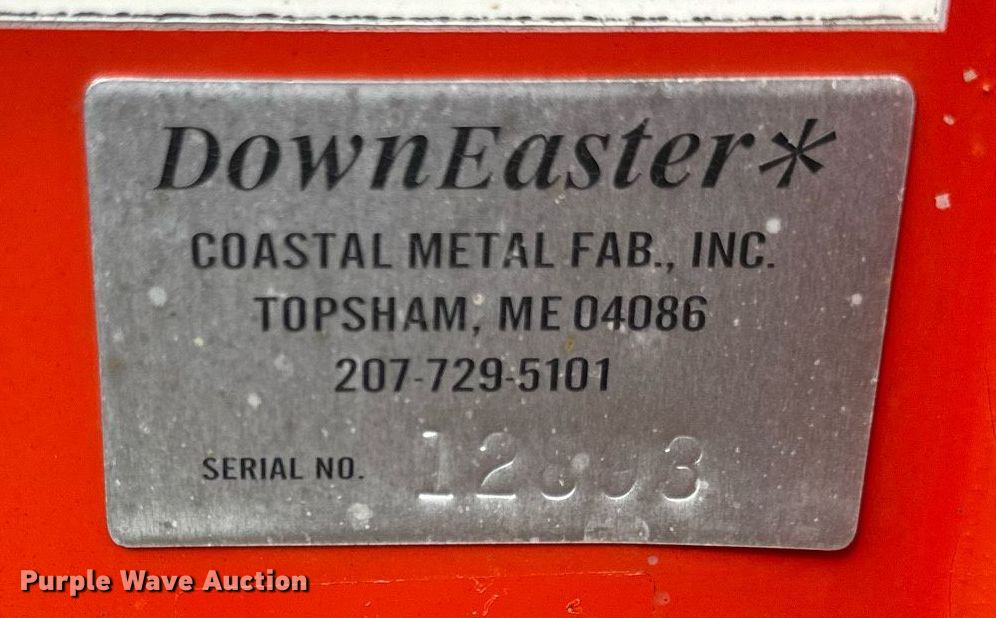 DownEaster*
COASTAL METAL FAB., INC.
TOPSHAM, ME 04086
207-729-5101
SERIAL NO.
Purple Wave Auction